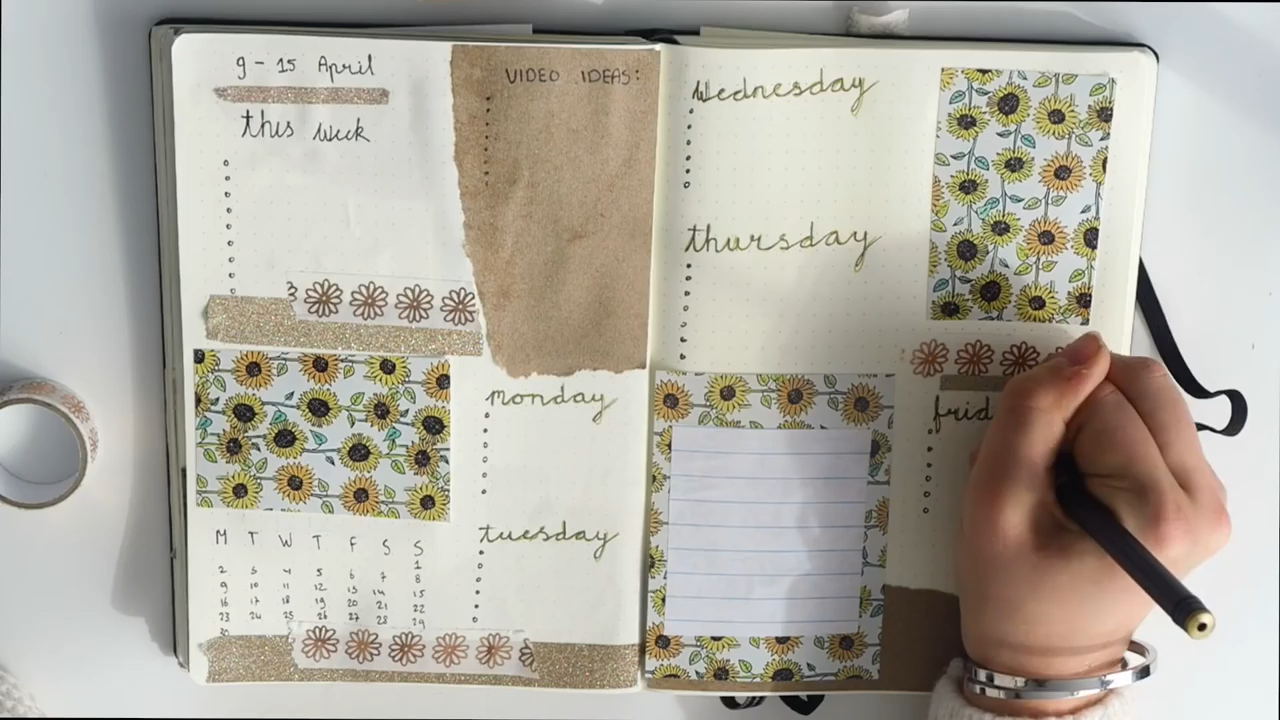 9 - 15 April
this week
VIDEO IDEAS:
monday
tuesday
M T W T F S S
1
2 3 4 5 6 7 8
9 10 11 12 13 14 15
16 17 18 19 20 21 22
23 24 25 26 27 28 29
30
Wednesday
thursday
frid